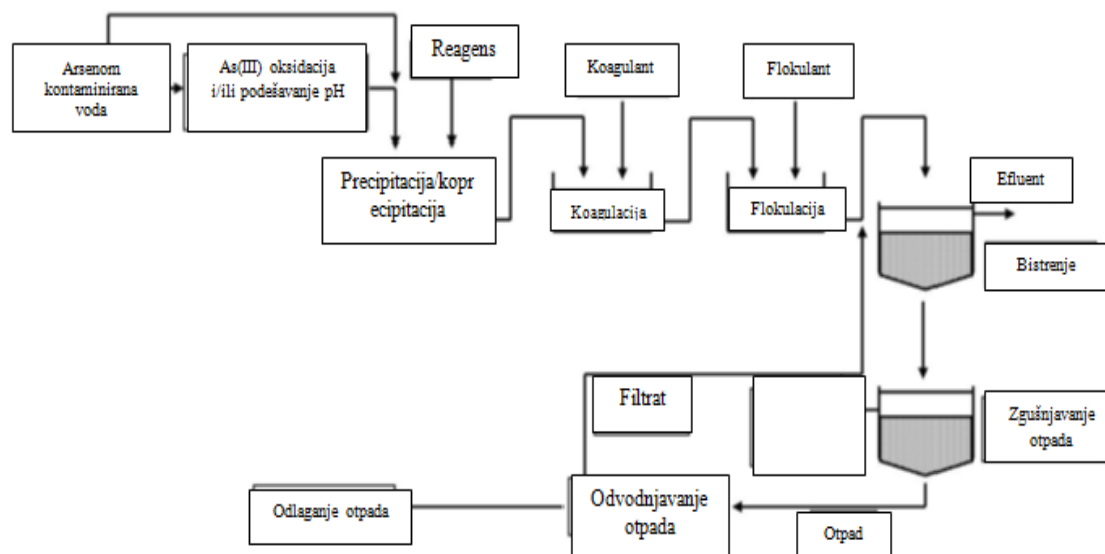 Arsenom
kontaminirana
voda
As(III) oksidacija
i/ili podešavanje pH
Reagens
Koagulant
Flokulant
Precipitacija/kopr
ecipitacija
Koagulacija
Flokulacija
Efluent
Bistrenje
Filtrat
Zgušnjavanje
otpada
Odlaganje otpada
Odvodnjavanje
otpada
Otpad